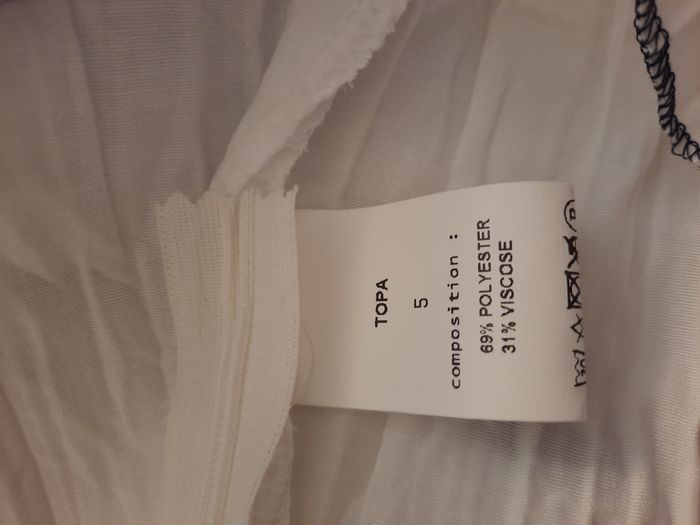 TOPA
5
composition :
69% POLYESTER
31% VISCOSE